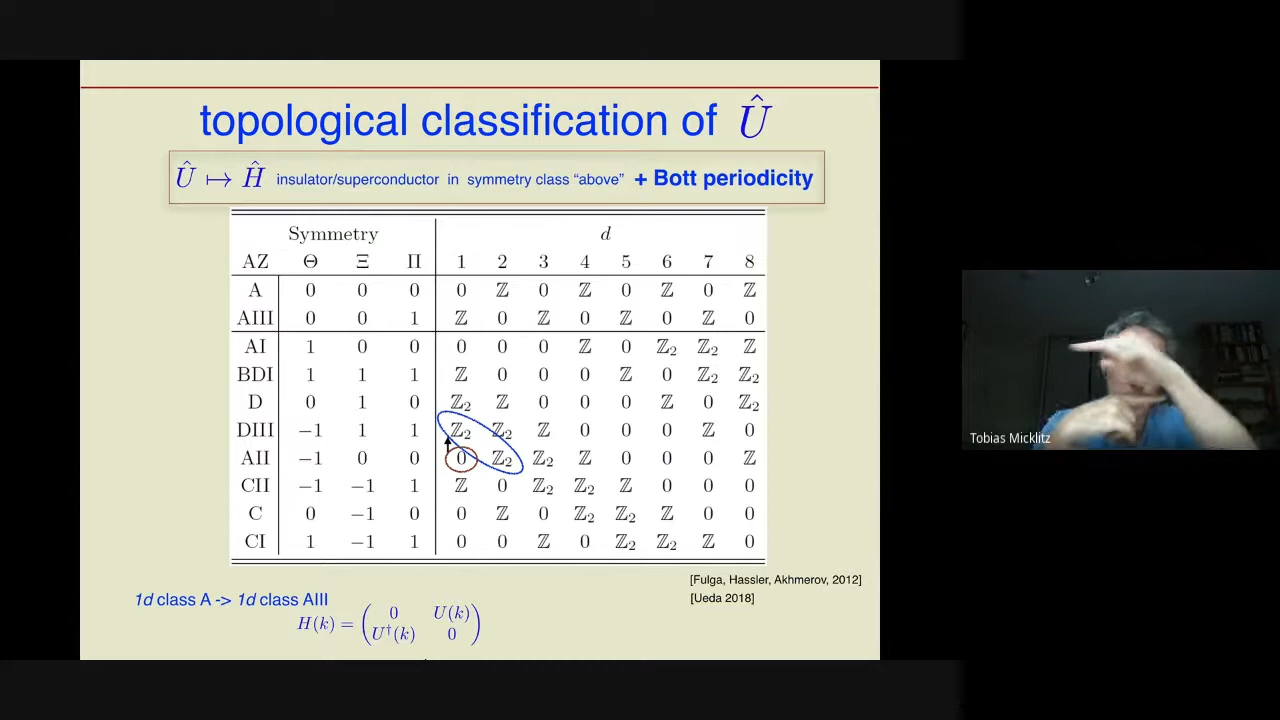 topological classification of Û
Û ↦ Ĥ insulator/superconductor in symmetry class “above” + Bott periodicity
Symmetry d
AZ Θ Ξ Π 1 2 3 4 5 6 7 8
A 0 0 0 0 ℤ 0 ℤ 0 ℤ 0 ℤ
AIII 0 0 1 ℤ 0 ℤ 0 ℤ 0 ℤ 0
AI 1 0 0 0 0 0 ℤ 0 ℤ₂ ℤ₂ ℤ
BDI 1 1 1 ℤ 0 0 0 ℤ 0 ℤ₂ ℤ₂
D 0 1 0 ℤ₂ ℤ 0 0 0 ℤ 0 ℤ₂
DIII −1 1 1 ℤ₂ ℤ₂ ℤ 0 0 0 ℤ 0
AII −1 0 0 0 ℤ₂ ℤ₂ ℤ 0 0 0 ℤ
CII −1 −1 1 ℤ 0 ℤ₂ ℤ₂ ℤ 0 0 0
C 0 −1 0 0 ℤ 0 ℤ₂ ℤ₂ ℤ 0 0
CI 1 −1 1 0 0 ℤ 0 ℤ₂ ℤ₂ ℤ 0
[Fulga, Hassler, Akhmerov, 2012]
[Ueda 2018]
1d class A -> 1d class AIII
H(k) = ( 0 U(k)
U†(k) 0 )
Tobias Micklitz